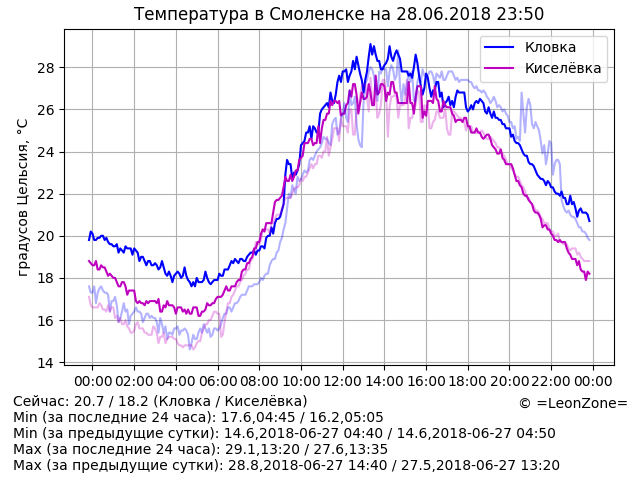 Температура в Смоленске на 28.06.2018 23:50
Кловка
Киселёвка
градусов Цельсия, °C
28
26
24
22
20
18
16
14
00:00 02:00 04:00 06:00 08:00 10:00 12:00 14:00 16:00 18:00 20:00 22:00 00:00
Сейчас: 20.7 / 18.2 (Кловка / Киселёвка)
© =LeonZone=
Min (за последние 24 часа): 17.6,04:45 / 16.2,05:05
Min (за предыдущие сутки): 14.6,2018-06-27 04:40 / 14.6,2018-06-27 04:50
Max (за последние 24 часа): 29.1,13:20 / 27.6,13:35
Max (за предыдущие сутки): 28.8,2018-06-27 14:40 / 27.5,2018-06-27 13:20